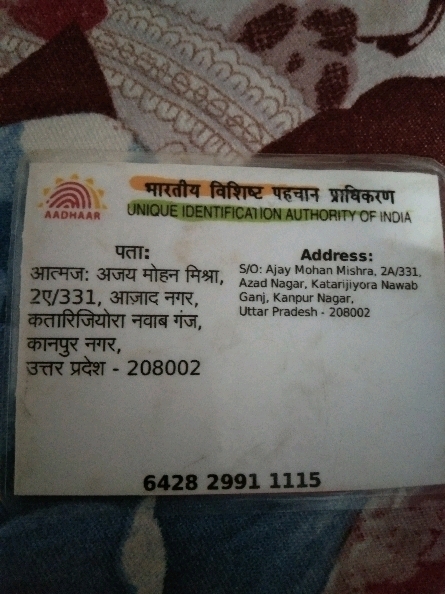 भारतीय विशिष्ट पहचान प्राधिकरण
AADHAAR
UNIQUE IDENTIFICATION AUTHORITY OF INDIA
पता:
आत्मज: अजय मोहन मिश्रा,
2ए/331, आज़ाद नगर,
कतारिजियोरा नवाब गंज,
कानपुर नगर,
उत्तर प्रदेश - 208002
Address:
S/O: Ajay Mohan Mishra, 2A/331,
Azad Nagar, Katarijiyora Nawab
Ganj, Kanpur Nagar,
Uttar Pradesh - 208002
6428 2991 1115